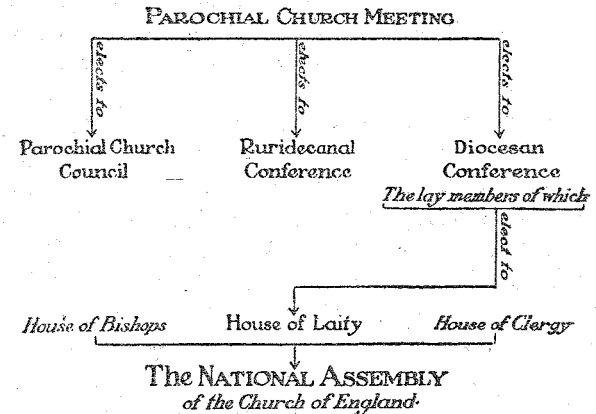 PAROCHIAL CHURCH MEETING
elects to
elects to
elects to
Parochial Church
Council
Ruridecanal
Conference
Diocesan
Conference
The lay members of which
elect to
House of Bishops
House of Laity
House of Clergy
The NATIONAL ASSEMBLY
of the Church of England.